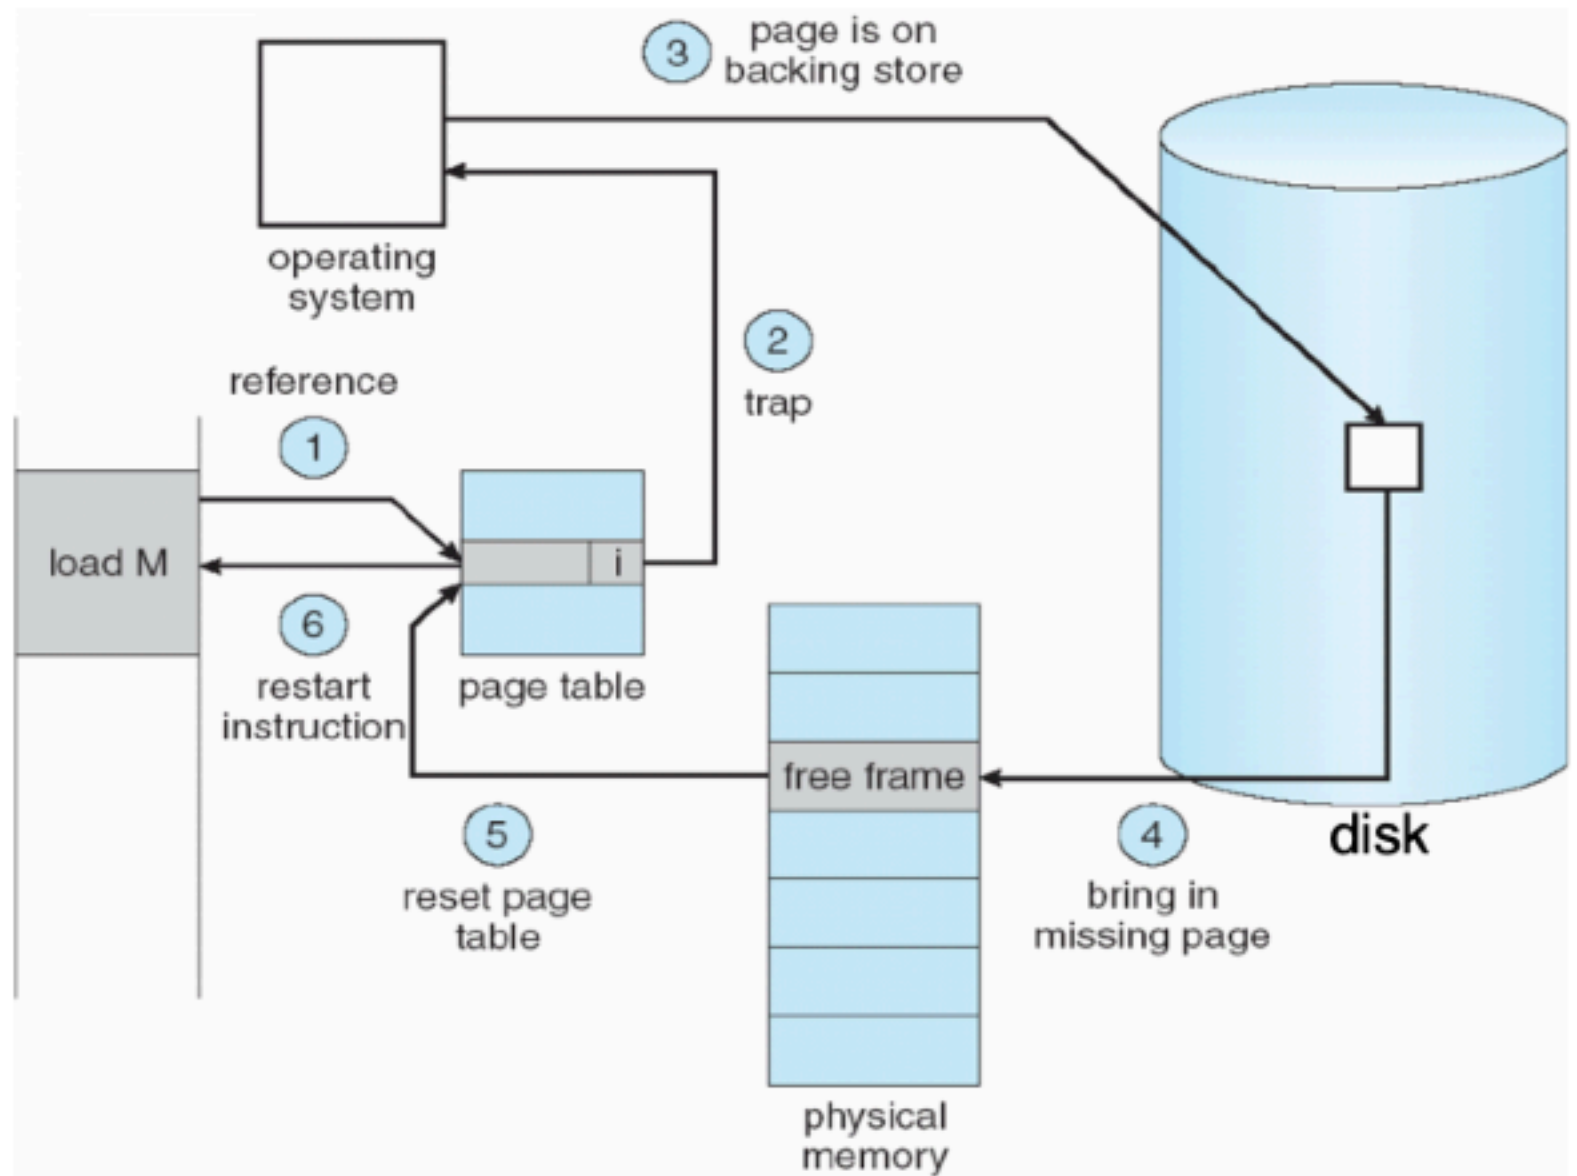 3
page is on
backing store
operating
system
2
trap
reference
1
load M
i
6
restart
instruction
page table
free frame
5
reset page
table
4
bring in
missing page
disk
physical
memory